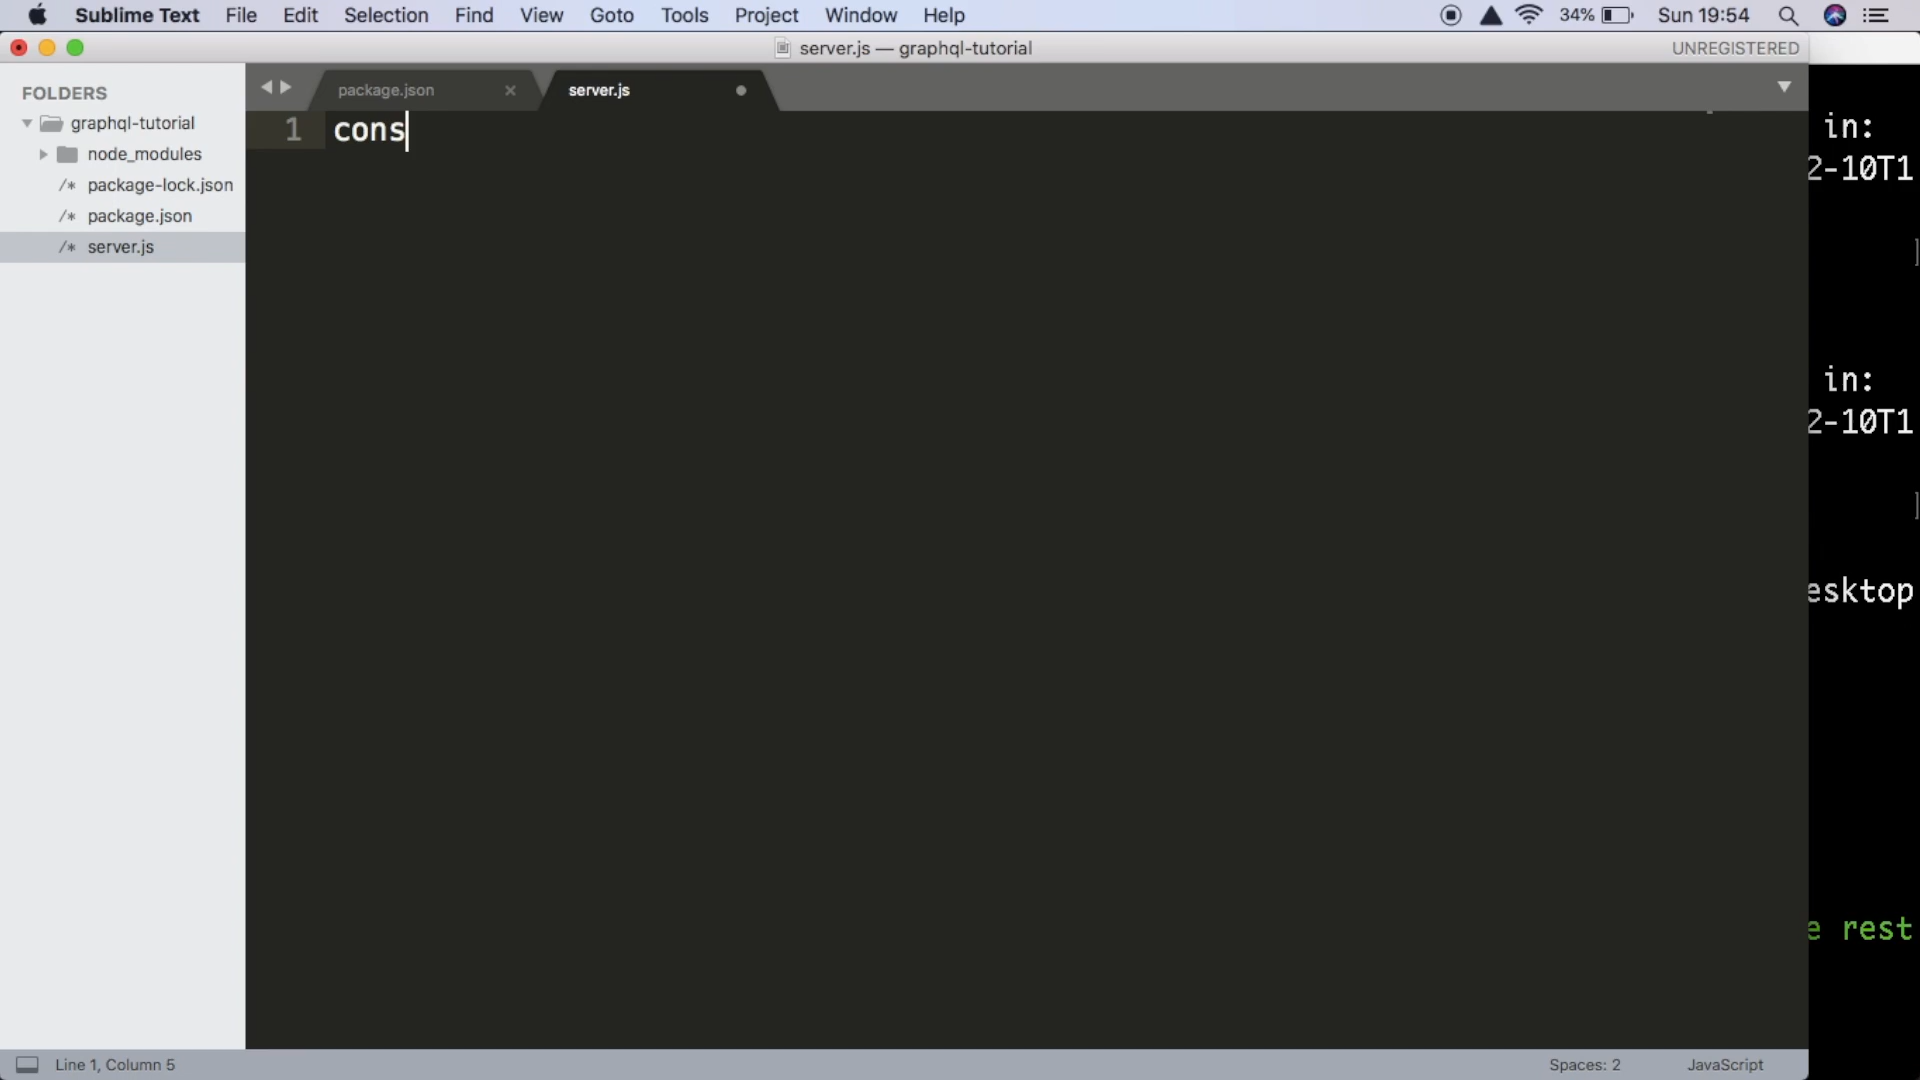 Sublime Text File Edit Selection Find View Goto Tools Project Window Help 34% Sun 19:54
server.js — graphql-tutorial UNREGISTERED
FOLDERS
graphql-tutorial
node_modules
/* package-lock.json
/* package.json
/* server.js
package.json × server.js
1 cons
in:
2-10T1
]
in:
2-10T1
]
esktop
e rest
Line 1, Column 5 Spaces: 2 JavaScript